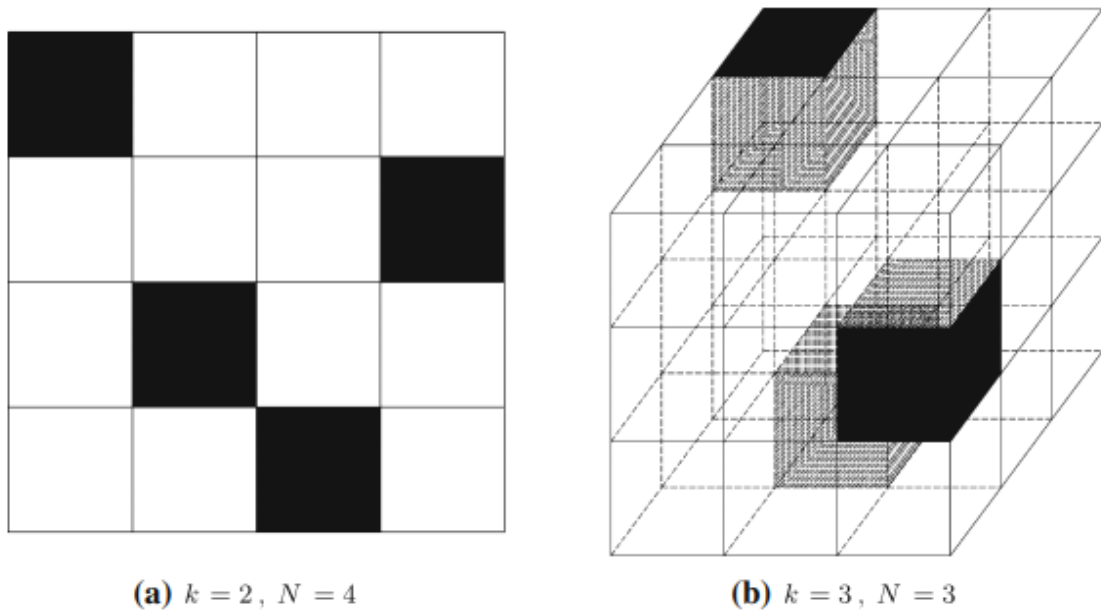 (a) k = 2, N = 4
(b) k = 3, N = 3